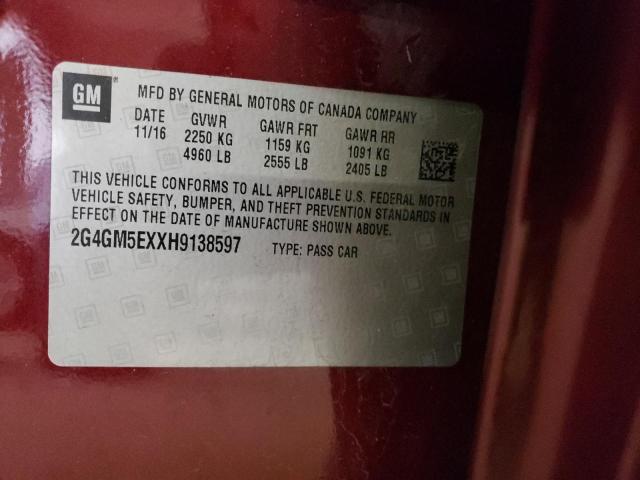 GM
MFD BY GENERAL MOTORS OF CANADA COMPANY
DATE GVWR GAWR FRT GAWR RR
11/16 2250 KG 1159 KG 1091 KG
4960 LB 2555 LB 2405 LB
THIS VEHICLE CONFORMS TO ALL APPLICABLE U.S. FEDERAL MOTOR
VEHICLE SAFETY, BUMPER, AND THEFT PREVENTION STANDARDS IN
EFFECT ON THE DATE OF MANUFACTURE SHOWN ABOVE.
2G4GM5EXXH9138597 TYPE: PASS CAR